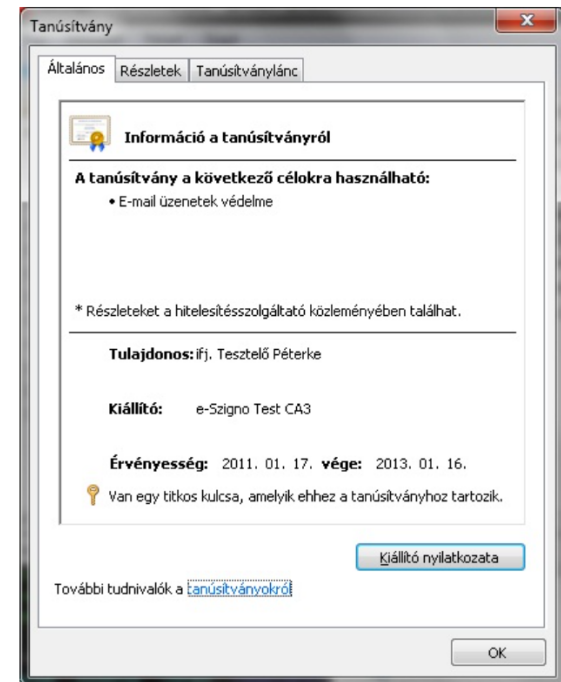 Tanúsítvány
Általános Részletek Tanúsítványlánc
Információ a tanúsítványról
A tanúsítvány a következő célokra használható:
• E-mail üzenetek védelme
* Részleteket a hitelesítésszolgáltató közleményében találhat.
Tulajdonos: ifj. Tesztelő Péterke
Kiállító: e-Szigno Test CA3
Érvényesség: 2011. 01. 17. vége: 2013. 01. 16.
Van egy titkos kulcsa, amelyik ehhez a tanúsítványhoz tartozik.
Kiállító nyilatkozata
További tudnivalók a tanúsítványokról
OK